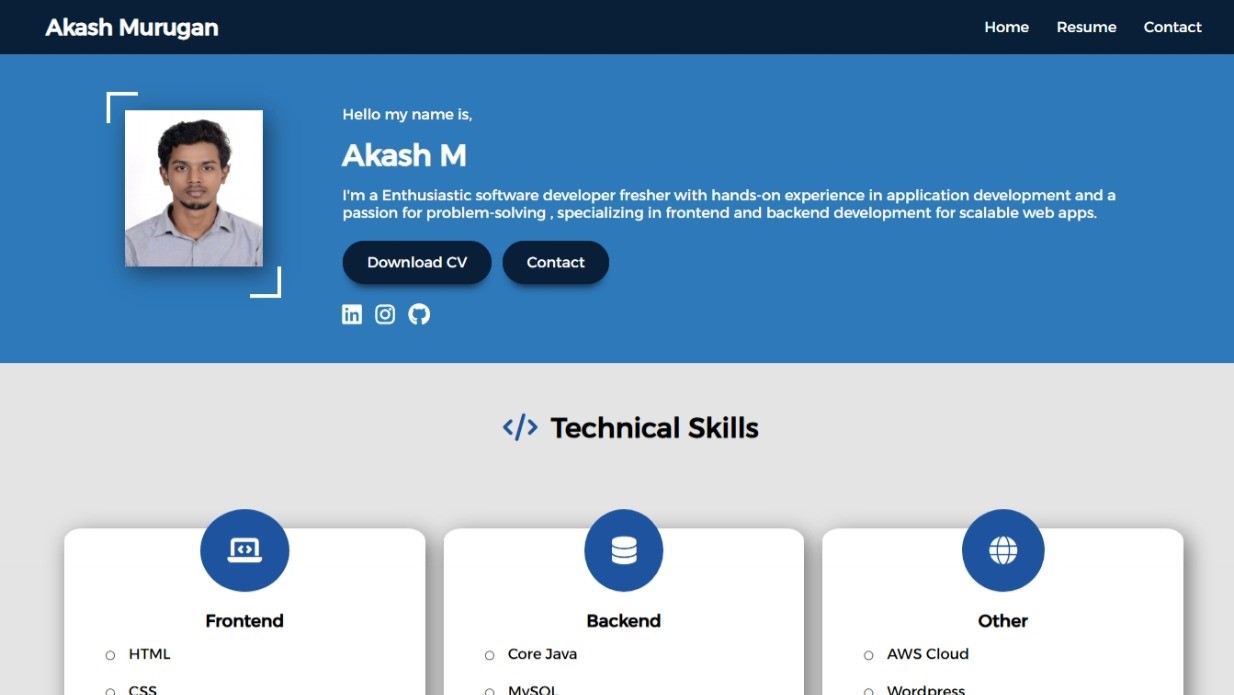 Akash Murugan
Home Resume Contact
Hello my name is,
Akash M
I'm a Enthusiastic software developer fresher with hands-on experience in application development and a
passion for problem-solving , specializing in frontend and backend development for scalable web apps.
Download CV Contact
</> Technical Skills
Frontend
HTML
CSS
Backend
Core Java
MySQL
Other
AWS Cloud
Wordpress